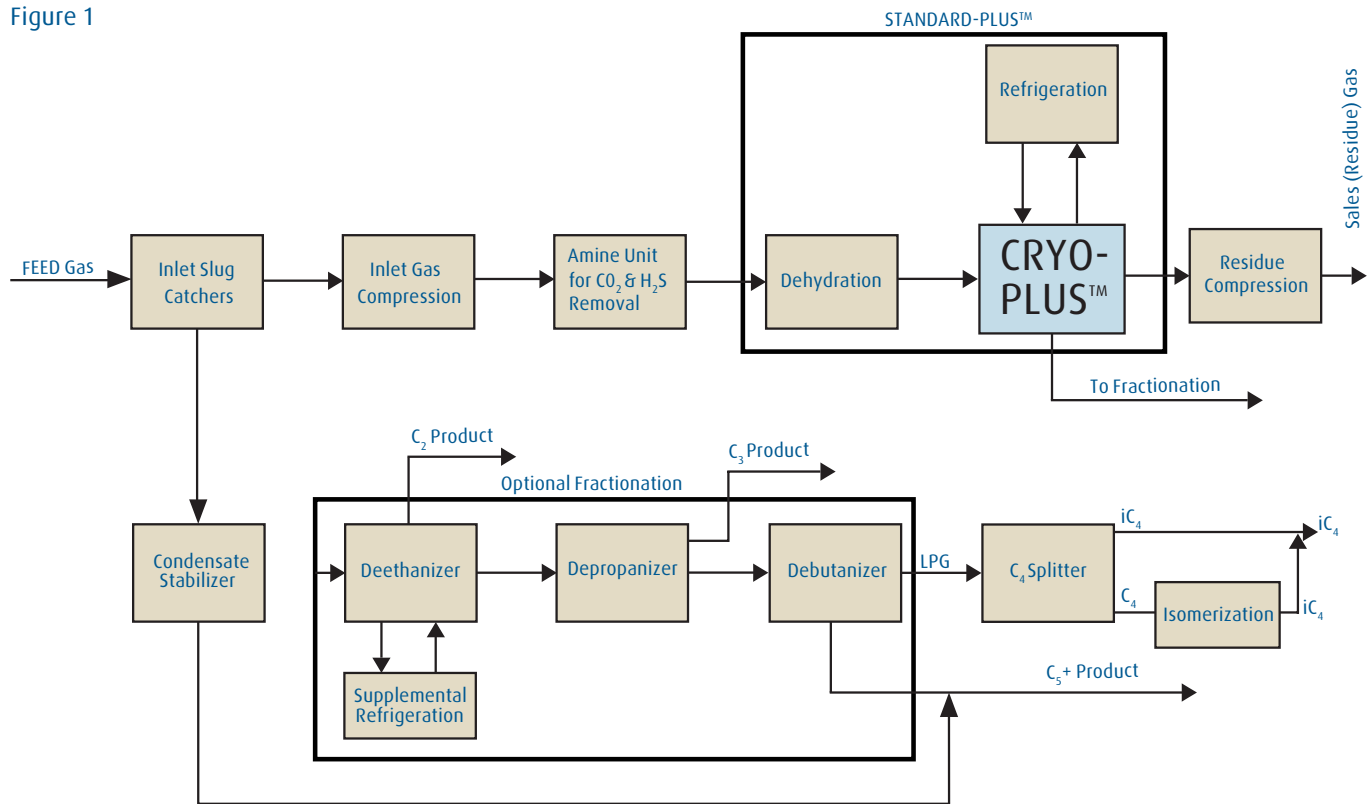 Figure 1
STANDARD-PLUS™
Refrigeration
Sales (Residue) Gas
FEED Gas
Inlet Slug
Catchers
Inlet Gas
Compression
Amine Unit
for CO₂ & H₂S
Removal
Dehydration
CRYO-
PLUS™
Residue
Compression
To Fractionation
C₂ Product
C₃ Product
Optional Fractionation
Condensate
Stabilizer
Deethanizer
Depropanizer
Debutanizer
LPG
C₄ Splitter
iC₄
iC₄
C₄
Isomerization
iC₄
Supplemental
Refrigeration
C₅+ Product